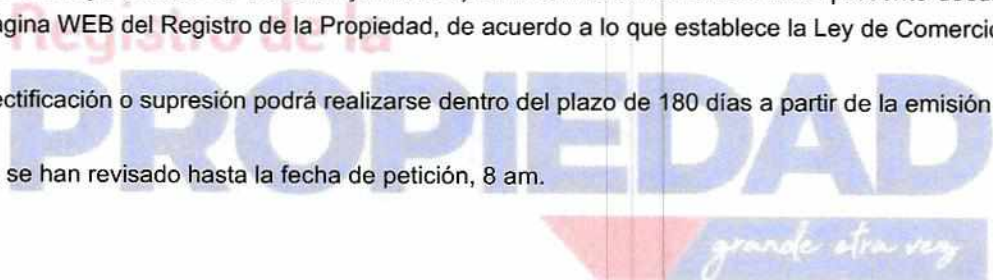 Registro de la
página WEB del Registro de la Propiedad, de acuerdo a lo que establece la Ley de Comercio
ectificación o supresión podrá realizarse dentro del plazo de 180 días a partir de la emisión
PROPIEDAD
se han revisado hasta la fecha de petición, 8 am.
grande otra vez